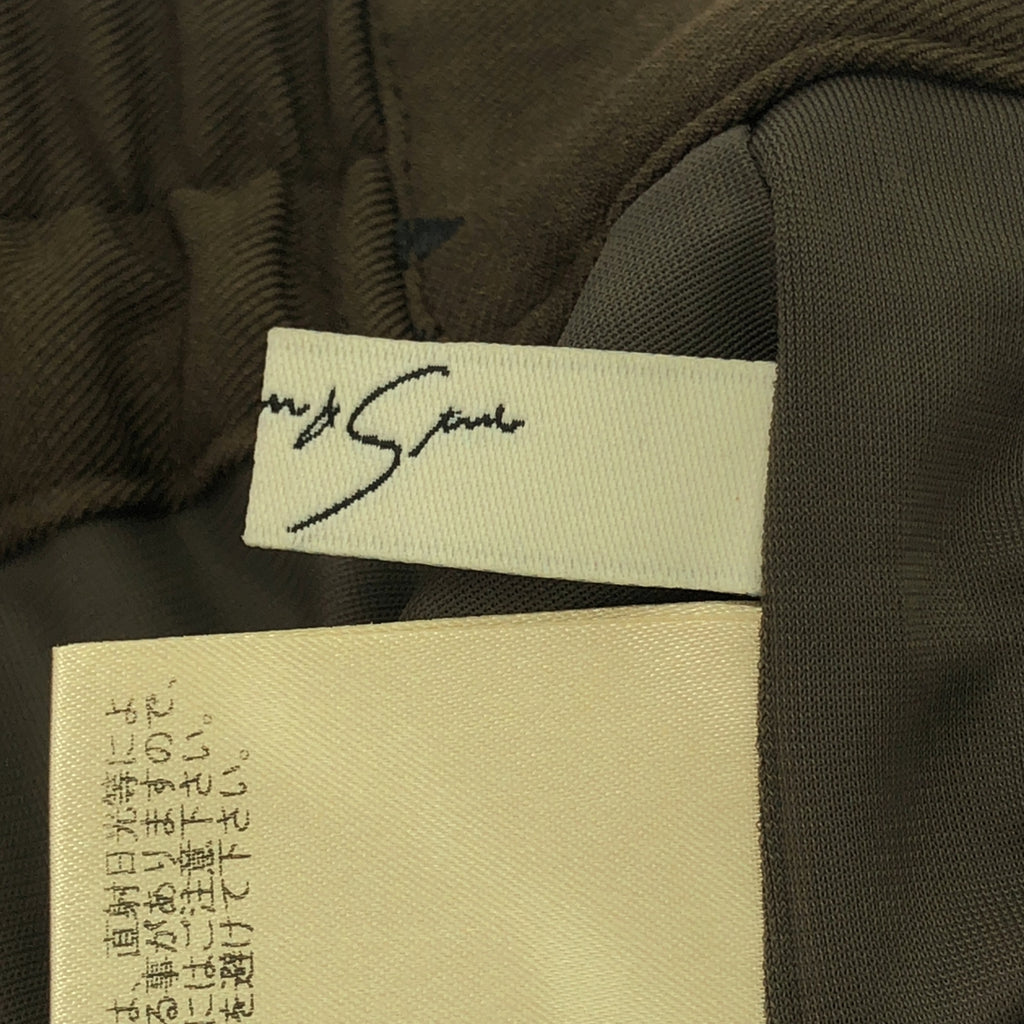 、直射日光等によ
る事がありますので、
にはご注意下さい。
を避けて下さい。